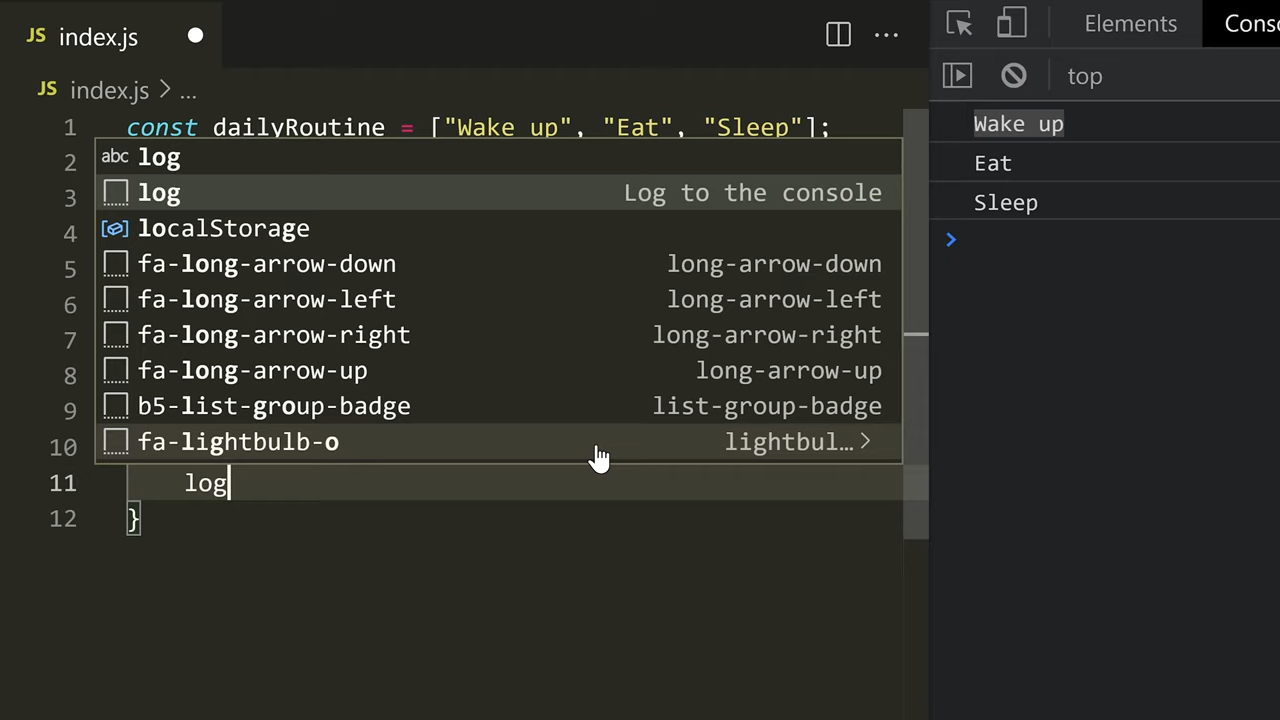 JS index.js
Elements Conso
JS index.js > ...
top
1 const dailyRoutine = ["Wake up", "Eat", "Sleep"];
2
3
4
5
6
7
8
9
10
11 log
12 }
abc log
log Log to the console
localStorage
fa-long-arrow-down long-arrow-down
fa-long-arrow-left long-arrow-left
fa-long-arrow-right long-arrow-right
fa-long-arrow-up long-arrow-up
b5-list-group-badge list-group-badge
fa-lightbulb-o lightbul… >
Wake up
Eat
Sleep
>